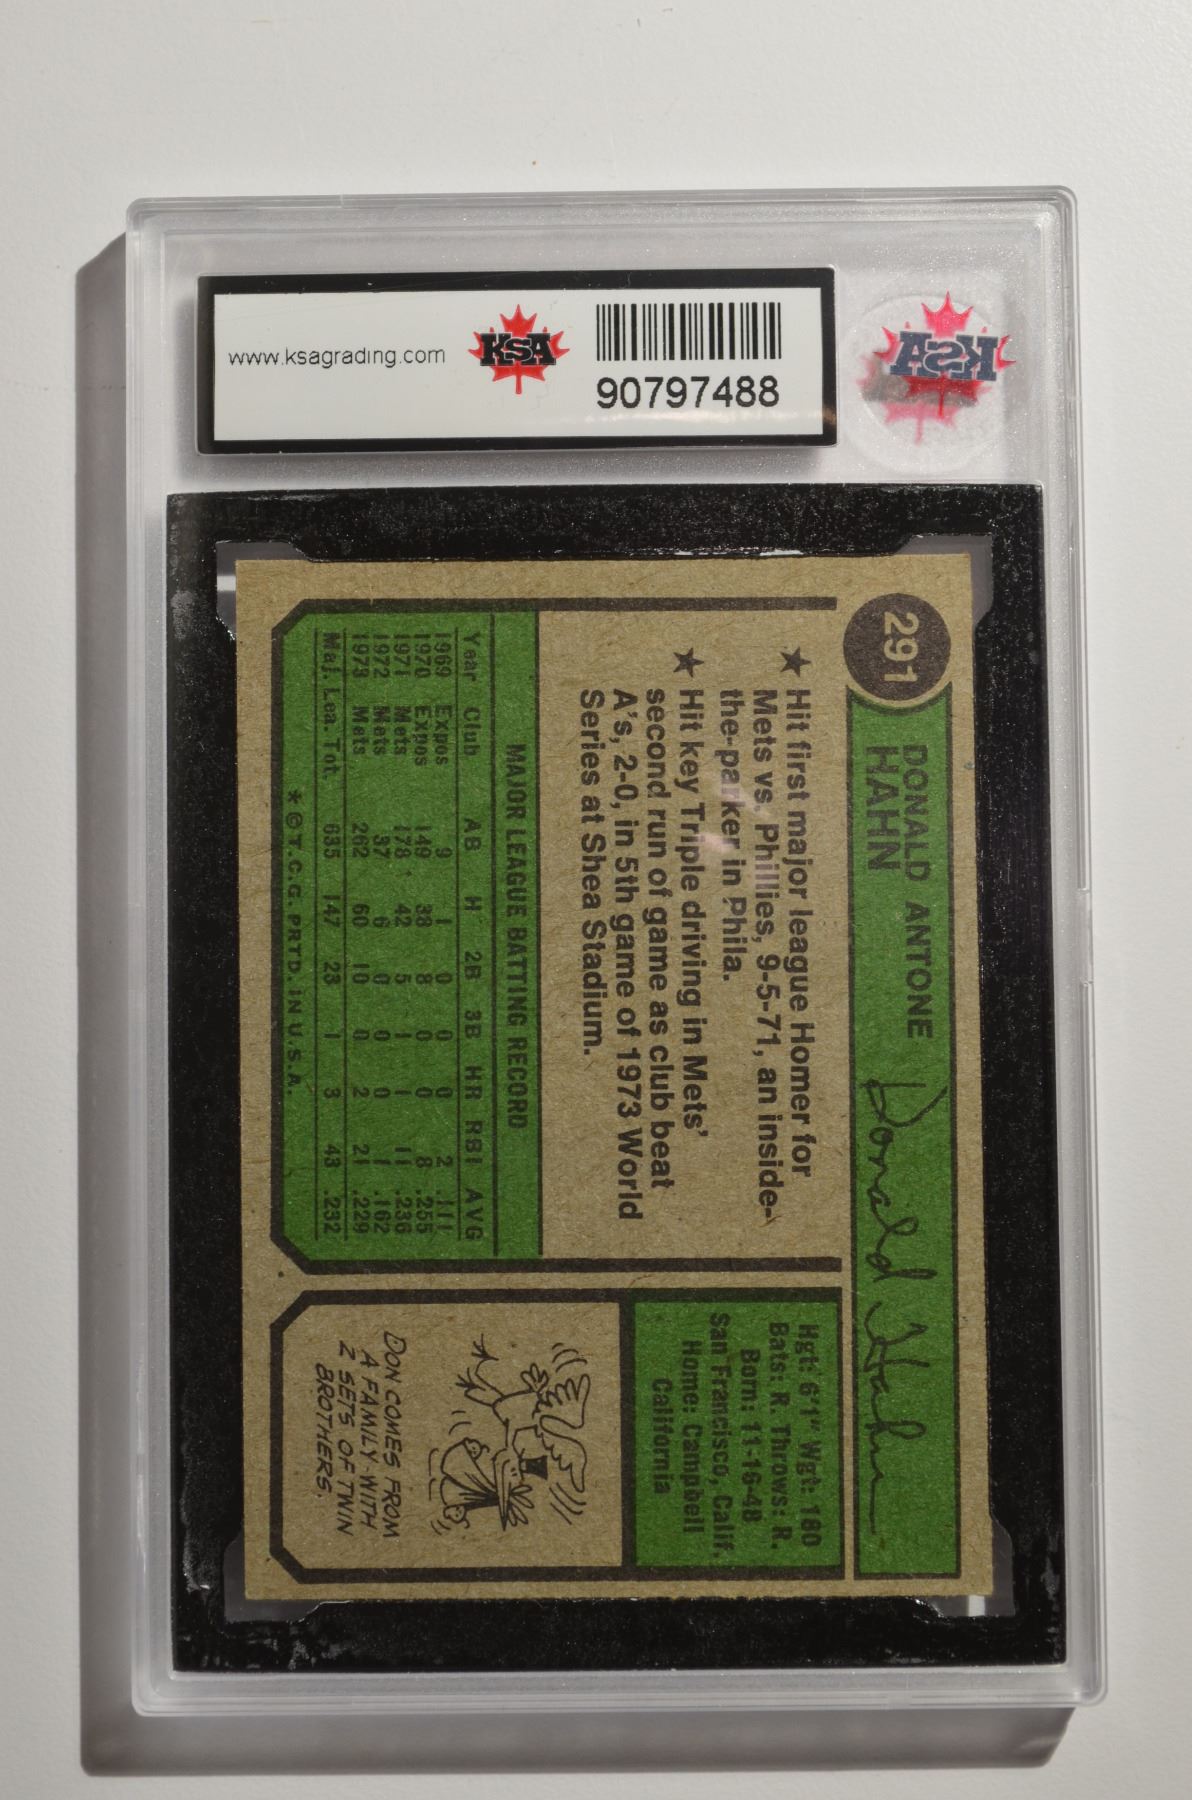 www.ksagrading.com
KSA
90797488
KSA
291
DONALD ANTONE
HAHN
Donald Hahn
★ Hit first major league Homer for
Mets vs. Phillies, 9-5-71, an inside-
the-parker in Phila.
★ Hit key Triple driving in Mets'
second run of game as club beat
A's, 2-0, in 5th game of 1973 World
Series at Shea Stadium.
MAJOR LEAGUE BATTING RECORD
Year Club AB H 2B 3B HR RBI AVG
1969 Expos 9 1 0 0 0 2 .111
1970 Expos 149 38 8 0 0 8 .255
1971 Mets 178 42 5 1 1 11 .236
1972 Mets 37 6 0 0 0 1 .162
1973 Mets 262 60 10 0 2 21 .229
Maj. Lea. Tot. 635 147 23 1 3 43 .232
* © T.C.G. PRTD. IN U.S.A.
Hgt: 6'1" Wgt: 180
Bats: R. Throws: R.
Born: 11-16-48
San Francisco, Calif.
Home: Campbell
California
DON COMES FROM
A FAMILY WITH
2 SETS OF TWIN
BROTHERS.